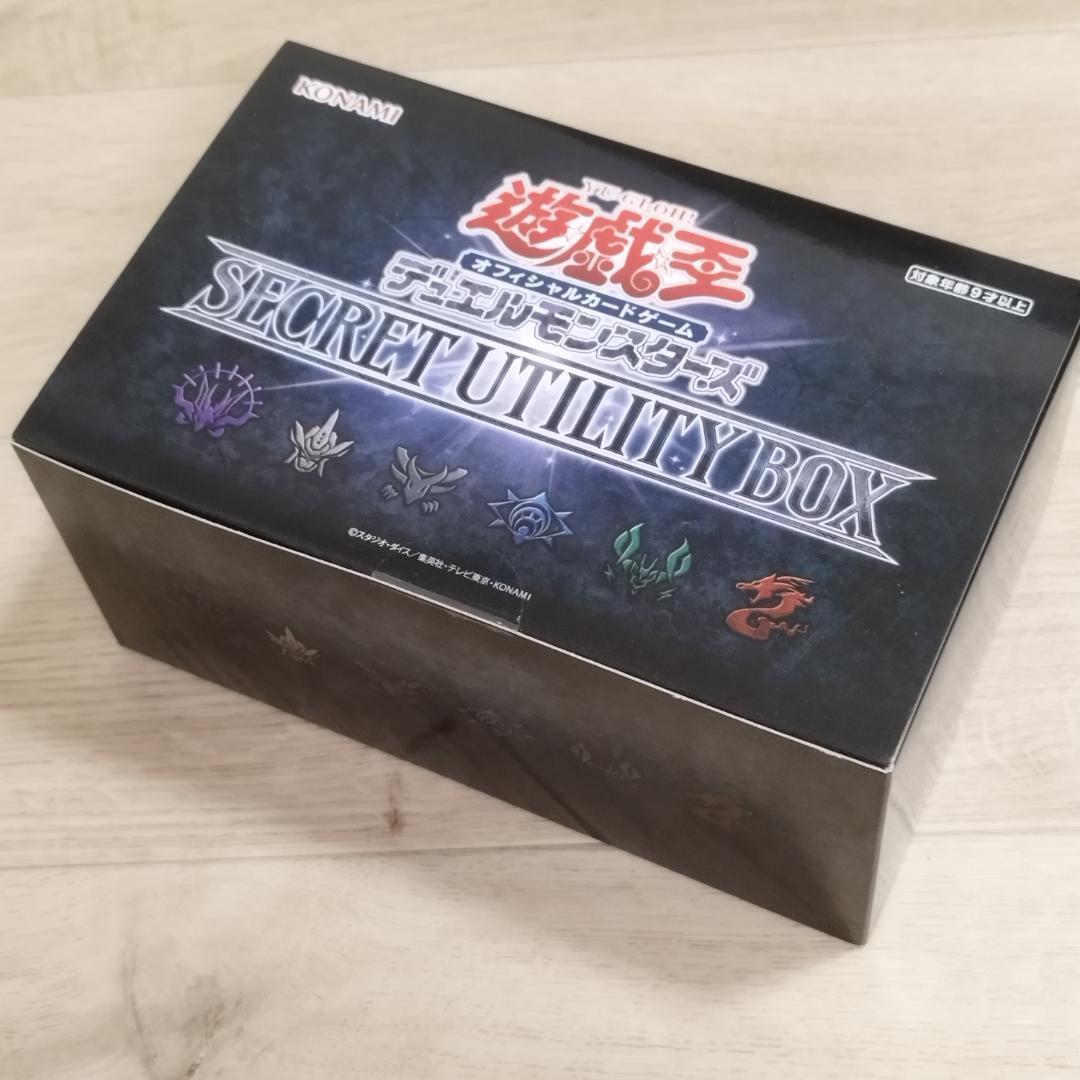 KONAMI
YU-GI-OH!
遊戯王
オフィシャルカードゲーム
デュエルモンスターズ
対象年齢9才以上
SECRET UTILITY BOX
©スタジオ・ダイス/集英社・テレビ東京・KONAMI